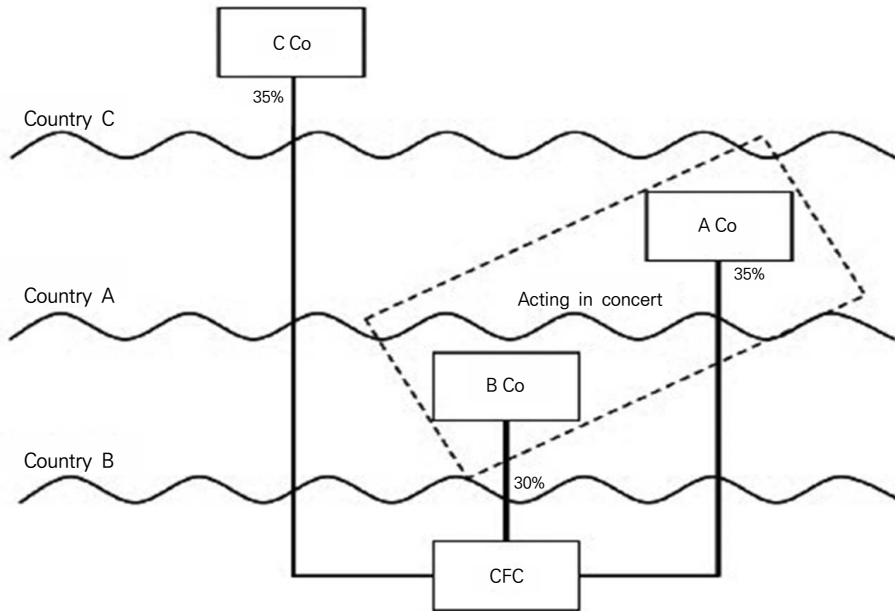 C Co
35%
Country C
A Co
35%
Country A
Acting in concert
B Co
Country B
30%
CFC